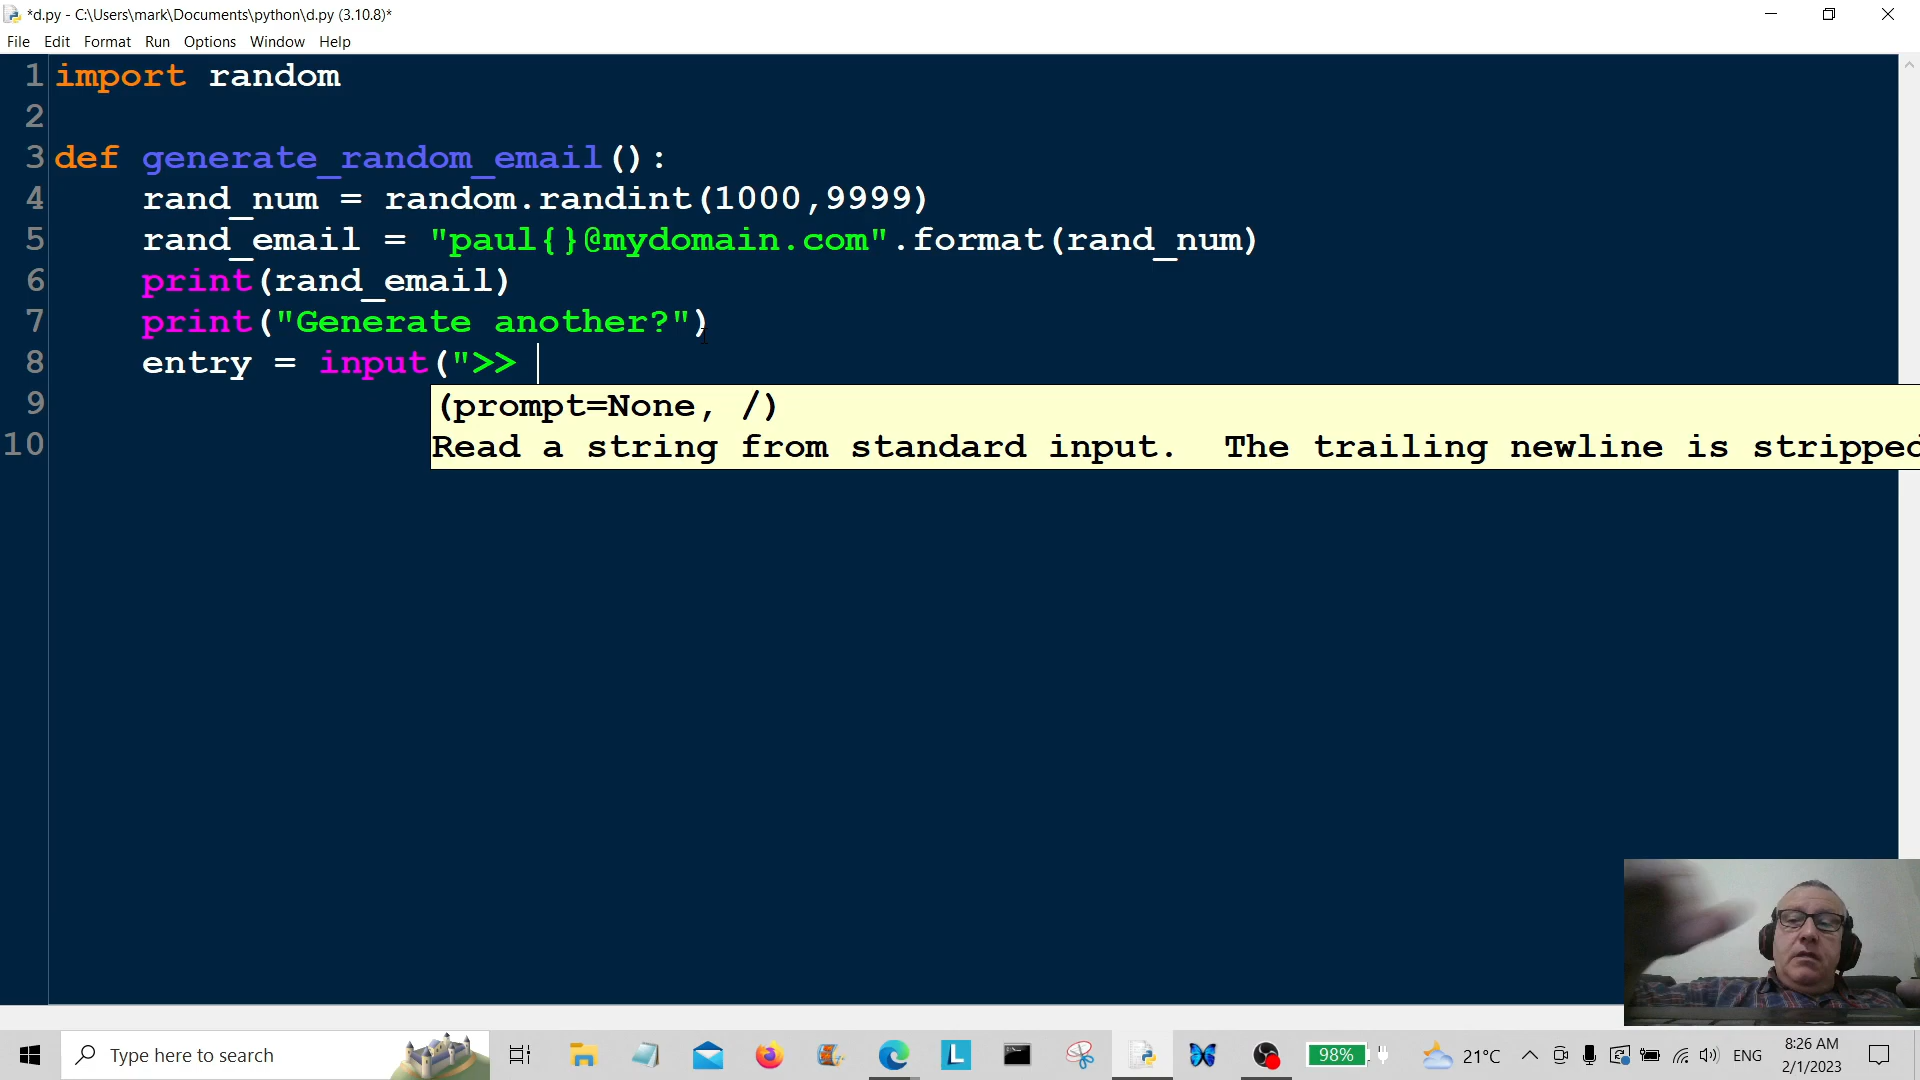 *d.py - C:\Users\mark\Documents\python\d.py (3.10.8)*
File Edit Format Run Options Window Help
1 import random
2
3 def generate_random_email():
4     rand_num = random.randint(1000,9999)
5     rand_email = "paul{}@mydomain.com".format(rand_num)
6     print(rand_email)
7     print("Generate another?")
8     entry = input(">> 
9 (prompt=None, /)
10 Read a string from standard input.  The trailing newline is stripped
Type here to search
L
98%
21°C
ENG
8:26 AM
2/1/2023